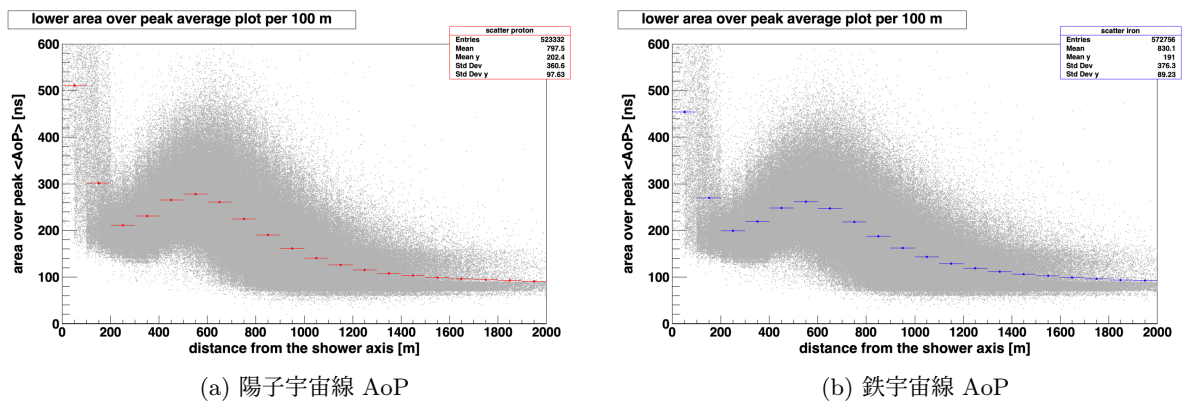 lower area over peak average plot per 100 m
scatter proton
Entries 523332
Mean 797.5
Mean y 202.4
Std Dev 360.6
Std Dev y 97.63
area over peak <AoP> [ns]
600
500
400
300
200
100
0
0 200 400 600 800 1000 1200 1400 1600 1800 2000
distance from the shower axis [m]
(a) 陽子宇宙線 AoP
lower area over peak average plot per 100 m
scatter iron
Entries 572756
Mean 830.1
Mean y 191
Std Dev 376.3
Std Dev y 89.23
area over peak <AoP> [ns]
600
500
400
300
200
100
0
0 200 400 600 800 1000 1200 1400 1600 1800 2000
distance from the shower axis [m]
(b) 鉄宇宙線 AoP